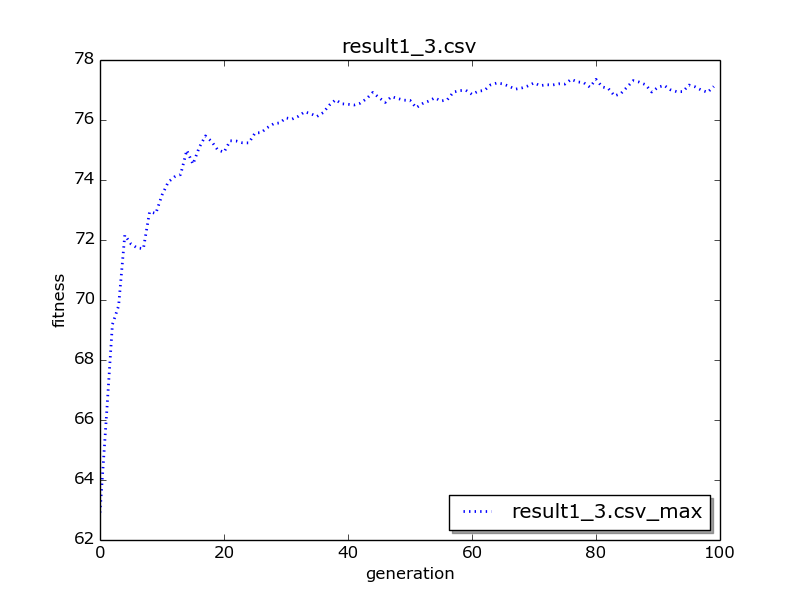 result1_3.csv
78
76
74
72
70
68
66
64
62
fitness
0 20 40 60 80 100
generation
result1_3.csv_max